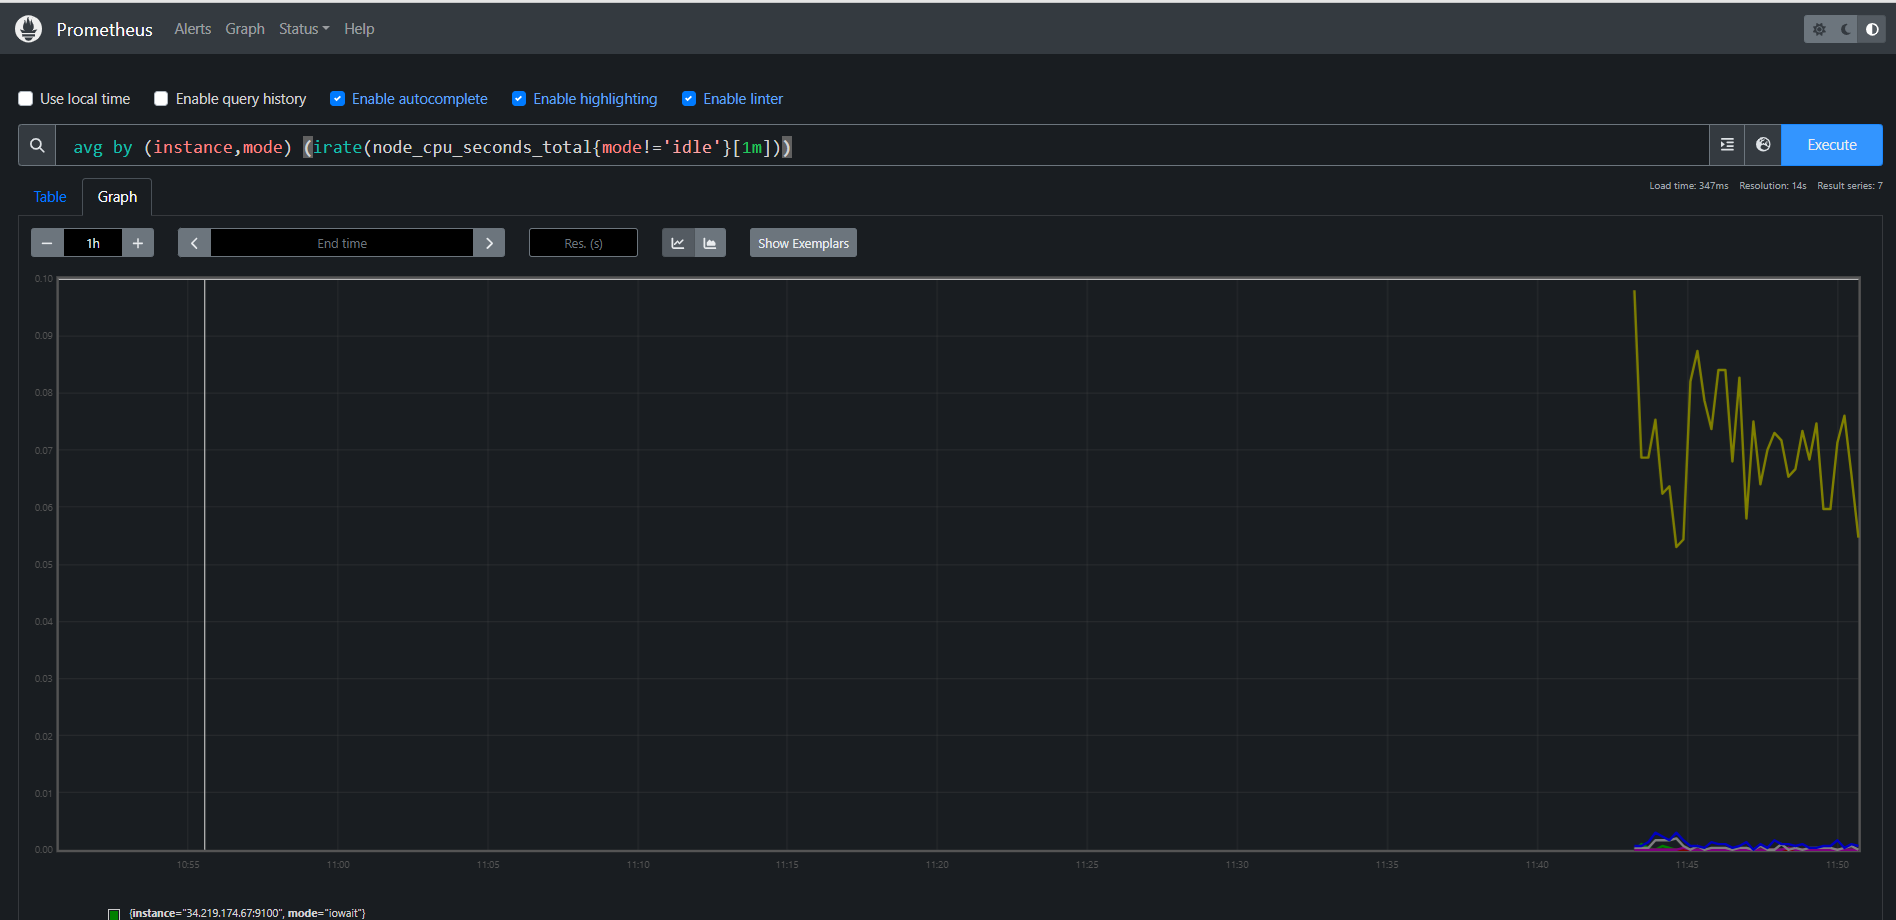 Prometheus Alerts Graph Status Help
Use local time Enable query history Enable autocomplete Enable highlighting Enable linter
avg by (instance,mode) (irate(node_cpu_seconds_total{mode!='idle'}[1m])) Execute
Load time: 347ms Resolution: 14s Result series: 7
Table Graph
− 1h + End time Res. (s) Show Exemplars
0.10
0.09
0.08
0.07
0.06
0.05
0.04
0.03
0.02
0.01
0.00
10:55 11:00 11:05 11:10 11:15 11:20 11:25 11:30 11:35 11:40 11:45 11:50
{instance="34.219.174.67:9100", mode="iowait"}